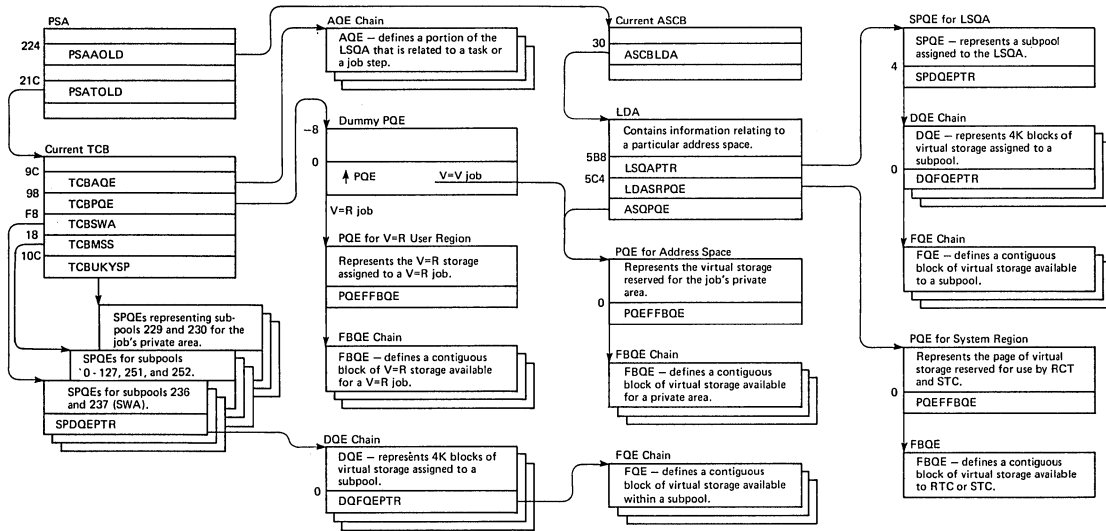 PSA
224
PSAAOLD
21C
PSATOLD
Current TCB
9C
TCBAQE
98
TCBPQE
F8
TCBSWA
18
TCBMSS
10C
TCBUKYSP
SPQEs representing sub-
pools 229 and 230 for the
job's private area.
SPQEs for subpools
0 - 127, 251, and 252.
SPQEs for subpools 236
and 237 (SWA).
SPDQEPTR
AQE Chain
AQE – defines a portion of the
LSQA that is related to a task or
a job step.
Dummy PQE
–8
0
PQE
V=V job
V=R job
PQE for V=R User Region
Represents the V=R storage
assigned to a V=R job.
PQEFFBQE
FBQE Chain
FBQE – defines a contiguous
block of V=R storage available
for a V=R job.
DQE Chain
DQE – represents 4K blocks of
virtual storage assigned to a
subpool.
0
DQFQEPTR
Current ASCB
30
ASCBLDA
LDA
Contains information relating to
a particular address space.
5B8
LSQAPTR
5C4
LDASRPQE
ASQPQE
PQE for Address Space
Represents the virtual storage
reserved for the job's private
area.
0
PQEFFBQE
FBQE Chain
FBQE – defines a contiguous
block of virtual storage available
for a private area.
FQE Chain
FQE – defines a contiguous
block of virtual storage available
within a subpool.
SPQE for LSQA
SPQE – represents a subpool
assigned to the LSQA.
4
SPDQEPTR
DQE Chain
DQE – represents 4K blocks of
virtual storage assigned to a
subpool.
0
DQFQEPTR
FQE Chain
FQE – defines a contiguous
block of virtual storage available
to a subpool.
PQE for System Region
Represents the page of virtual
storage reserved for use by RCT
and STC.
0
PQEFFBQE
FBQE
FBQE – defines a contiguous
block of virtual storage available
to RTC or STC.